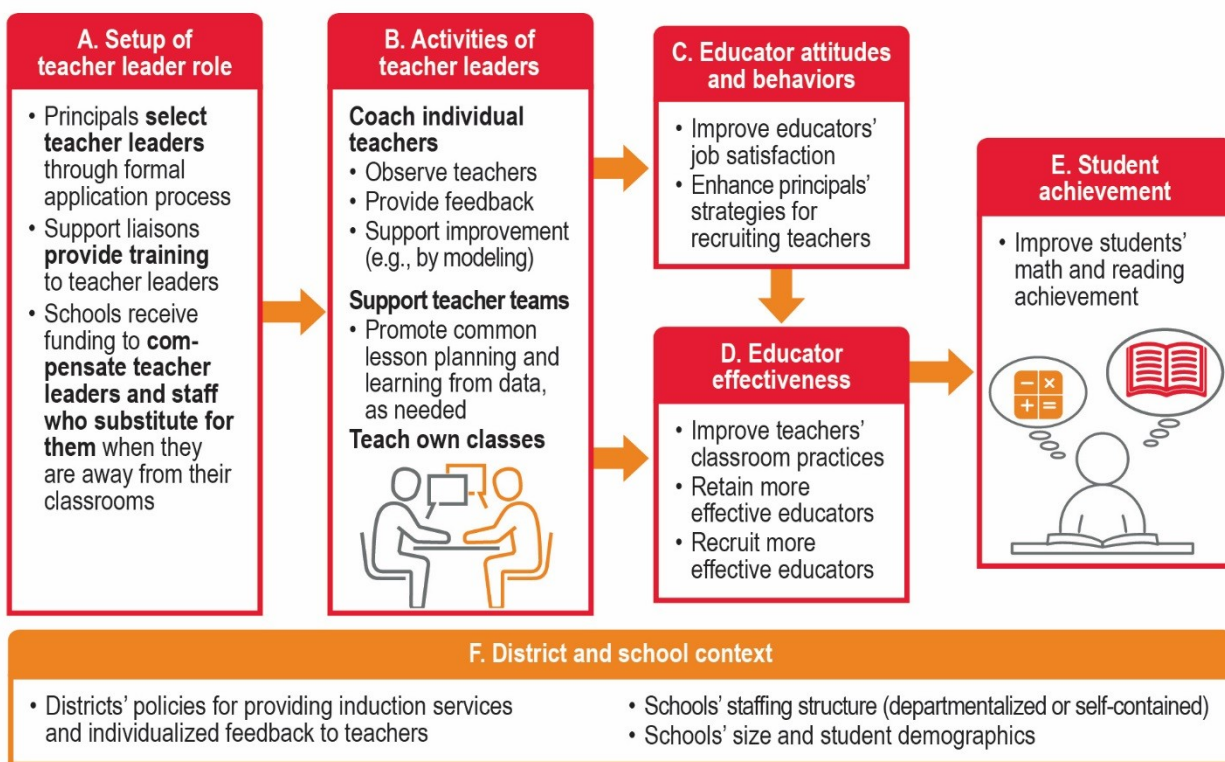 A. Setup of
teacher leader role
• Principals select
teacher leaders
through formal
application process
• Support liaisons
provide training
to teacher leaders
• Schools receive
funding to com-
pensate teacher
leaders and staff
who substitute for
them when they
are away from their
classrooms
B. Activities of
teacher leaders
Coach individual
teachers
• Observe teachers
• Provide feedback
• Support improvement
(e.g., by modeling)
Support teacher teams
• Promote common
lesson planning and
learning from data,
as needed
Teach own classes
C. Educator attitudes
and behaviors
• Improve educators’
job satisfaction
• Enhance principals’
strategies for
recruiting teachers
D. Educator
effectiveness
• Improve teachers’
classroom practices
• Retain more
effective educators
• Recruit more
effective educators
E. Student
achievement
• Improve students’
math and reading
achievement
− ×
+ =
F. District and school context
• Districts’ policies for providing induction services
and individualized feedback to teachers
• Schools’ staffing structure (departmentalized or self-contained)
• Schools’ size and student demographics